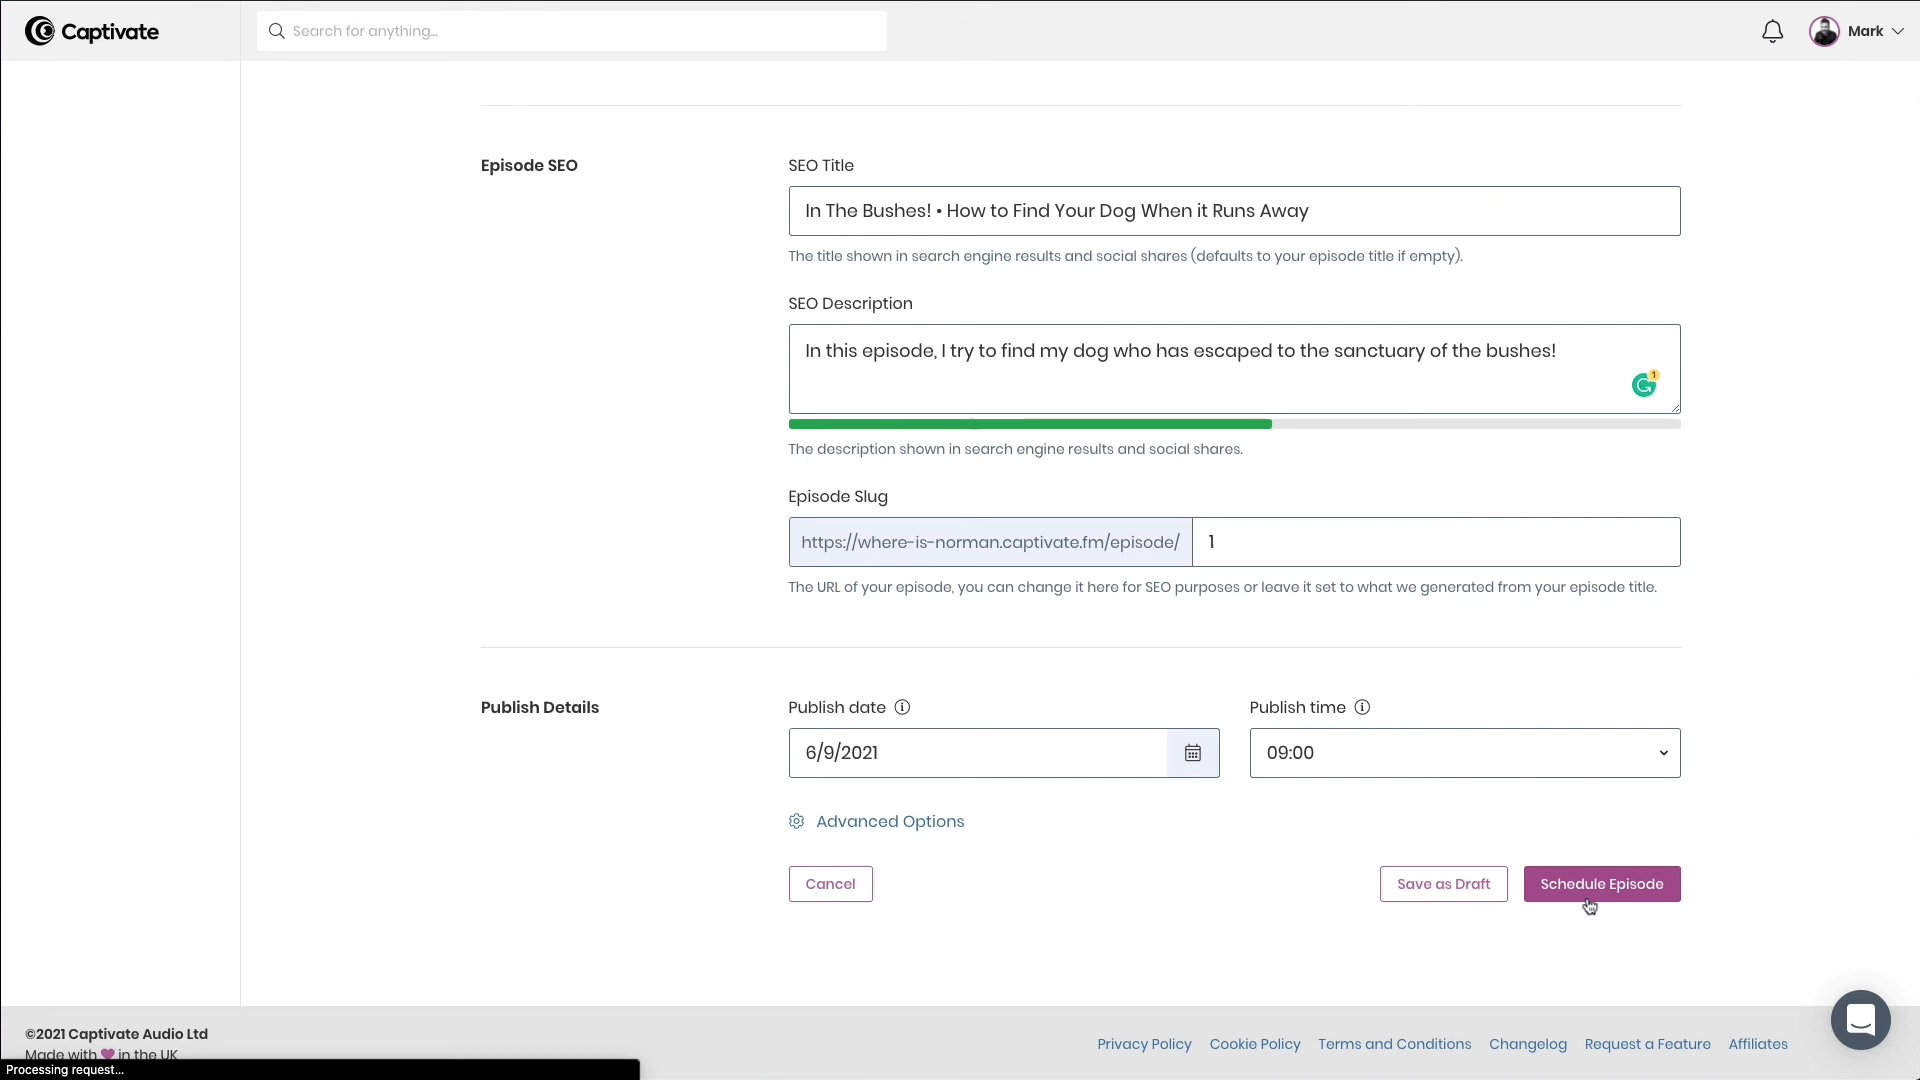 Captivate
Search for anything...
Mark
Episode SEO
SEO Title
In The Bushes! • How to Find Your Dog When it Runs Away
The title shown in search engine results and social shares (defaults to your episode title if empty).
SEO Description
In this episode, I try to find my dog who has escaped to the sanctuary of the bushes!
1
The description shown in search engine results and social shares.
Episode Slug
https://where-is-norman.captivate.fm/episode/ 1
The URL of your episode, you can change it here for SEO purposes or leave it set to what we generated from your episode title.
Publish Details
Publish date
Publish time
6/9/2021
09:00
Advanced Options
Cancel
Save as Draft
Schedule Episode
©2021 Captivate Audio Ltd
Made with in the UK
Privacy Policy Cookie Policy Terms and Conditions Changelog Request a Feature Affiliates
Processing request...